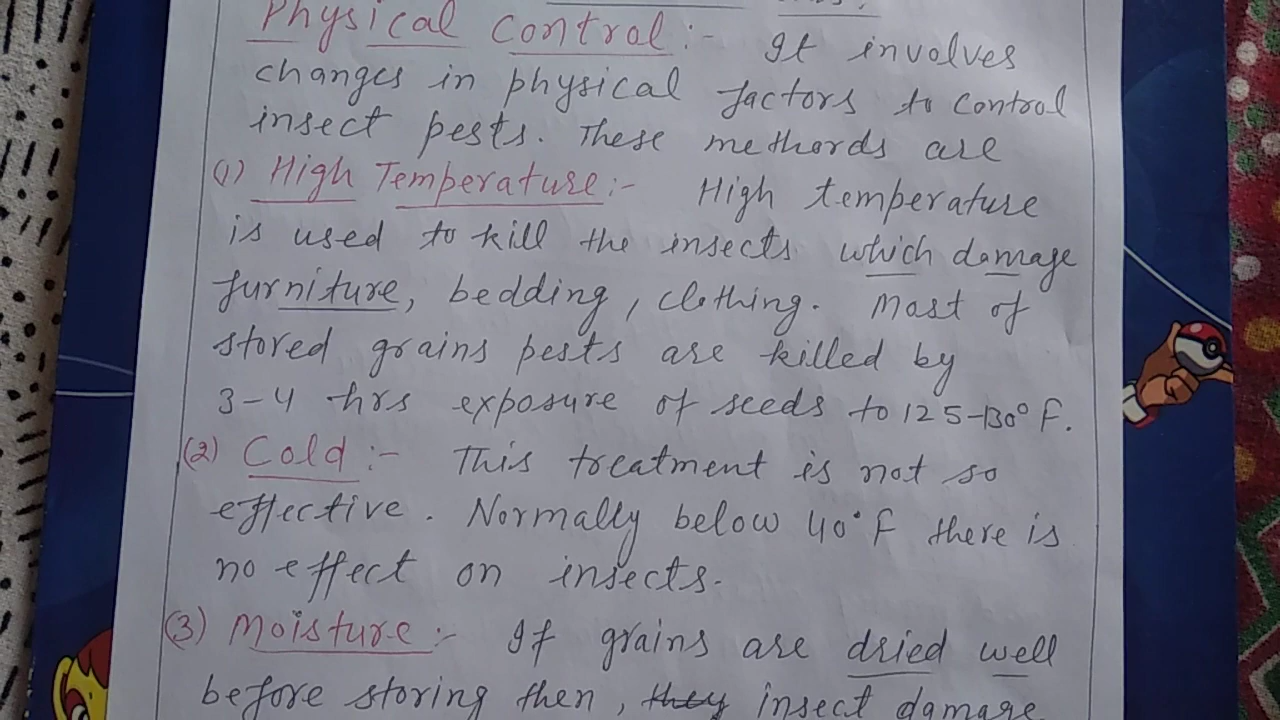 Physical Control :- It involves
changes in physical factors to control
insect pests. These methords are
(1) High Temperature :- High temperature
is used to kill the insects which damage
furniture, bedding, clothing. Most of
stored grains pests are killed by
3-4 hrs exposure of seeds to 125-130° F.
(2) Cold :- This treatment is not so
effective. Normally below 40° F there is
no effect on insects.
(3) Moisture :- If grains are dried well
before storing then, they insect damage